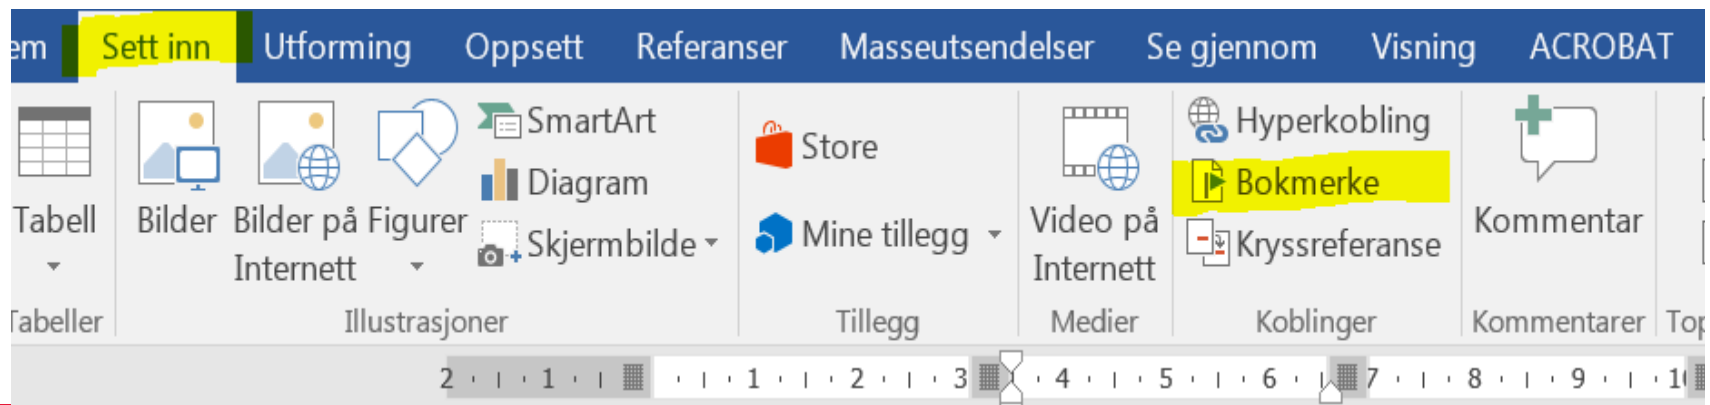 em Sett inn Utforming Oppsett Referanser Masseutsendelser Se gjennom Visning ACROBAT
Tabell
Bilder
Bilder på
Internett
Figurer
SmartArt
Diagram
Skjermbilde
Store
Mine tillegg
Video på
Internett
Hyperkobling
Bokmerke
Kryssreferanse
Kommentar
Tabeller Illustrasjoner Tillegg Medier Koblinger Kommentarer Top
2 1 1 2 3 4 5 6 7 8 9 10